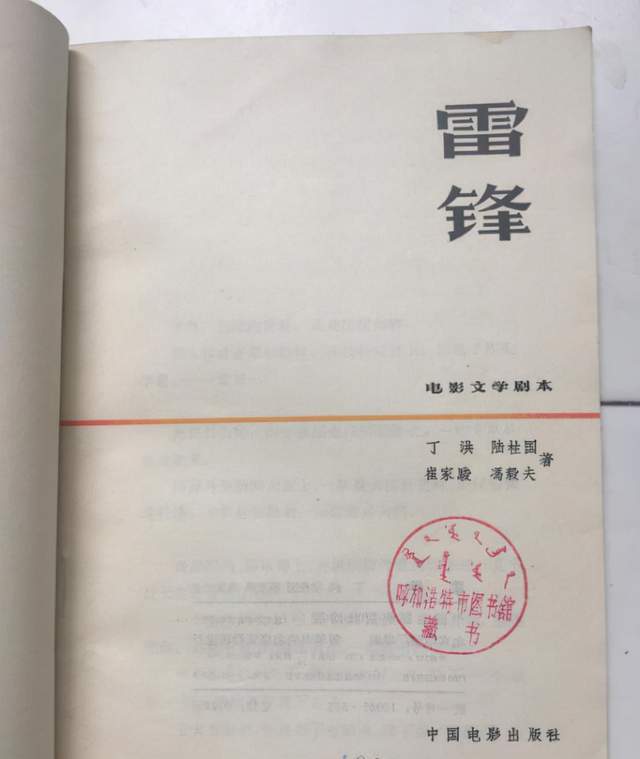 雷
锋
电影文学剧本
丁洪 陆柱国
崔家骏 冯毅夫
著
呼和浩特市图书馆
藏书
中国电影出版社